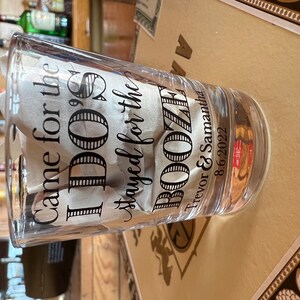 Came for the
I DO'S
stayed for the
BOOZE
Trevor & Samantha
8.6.2022